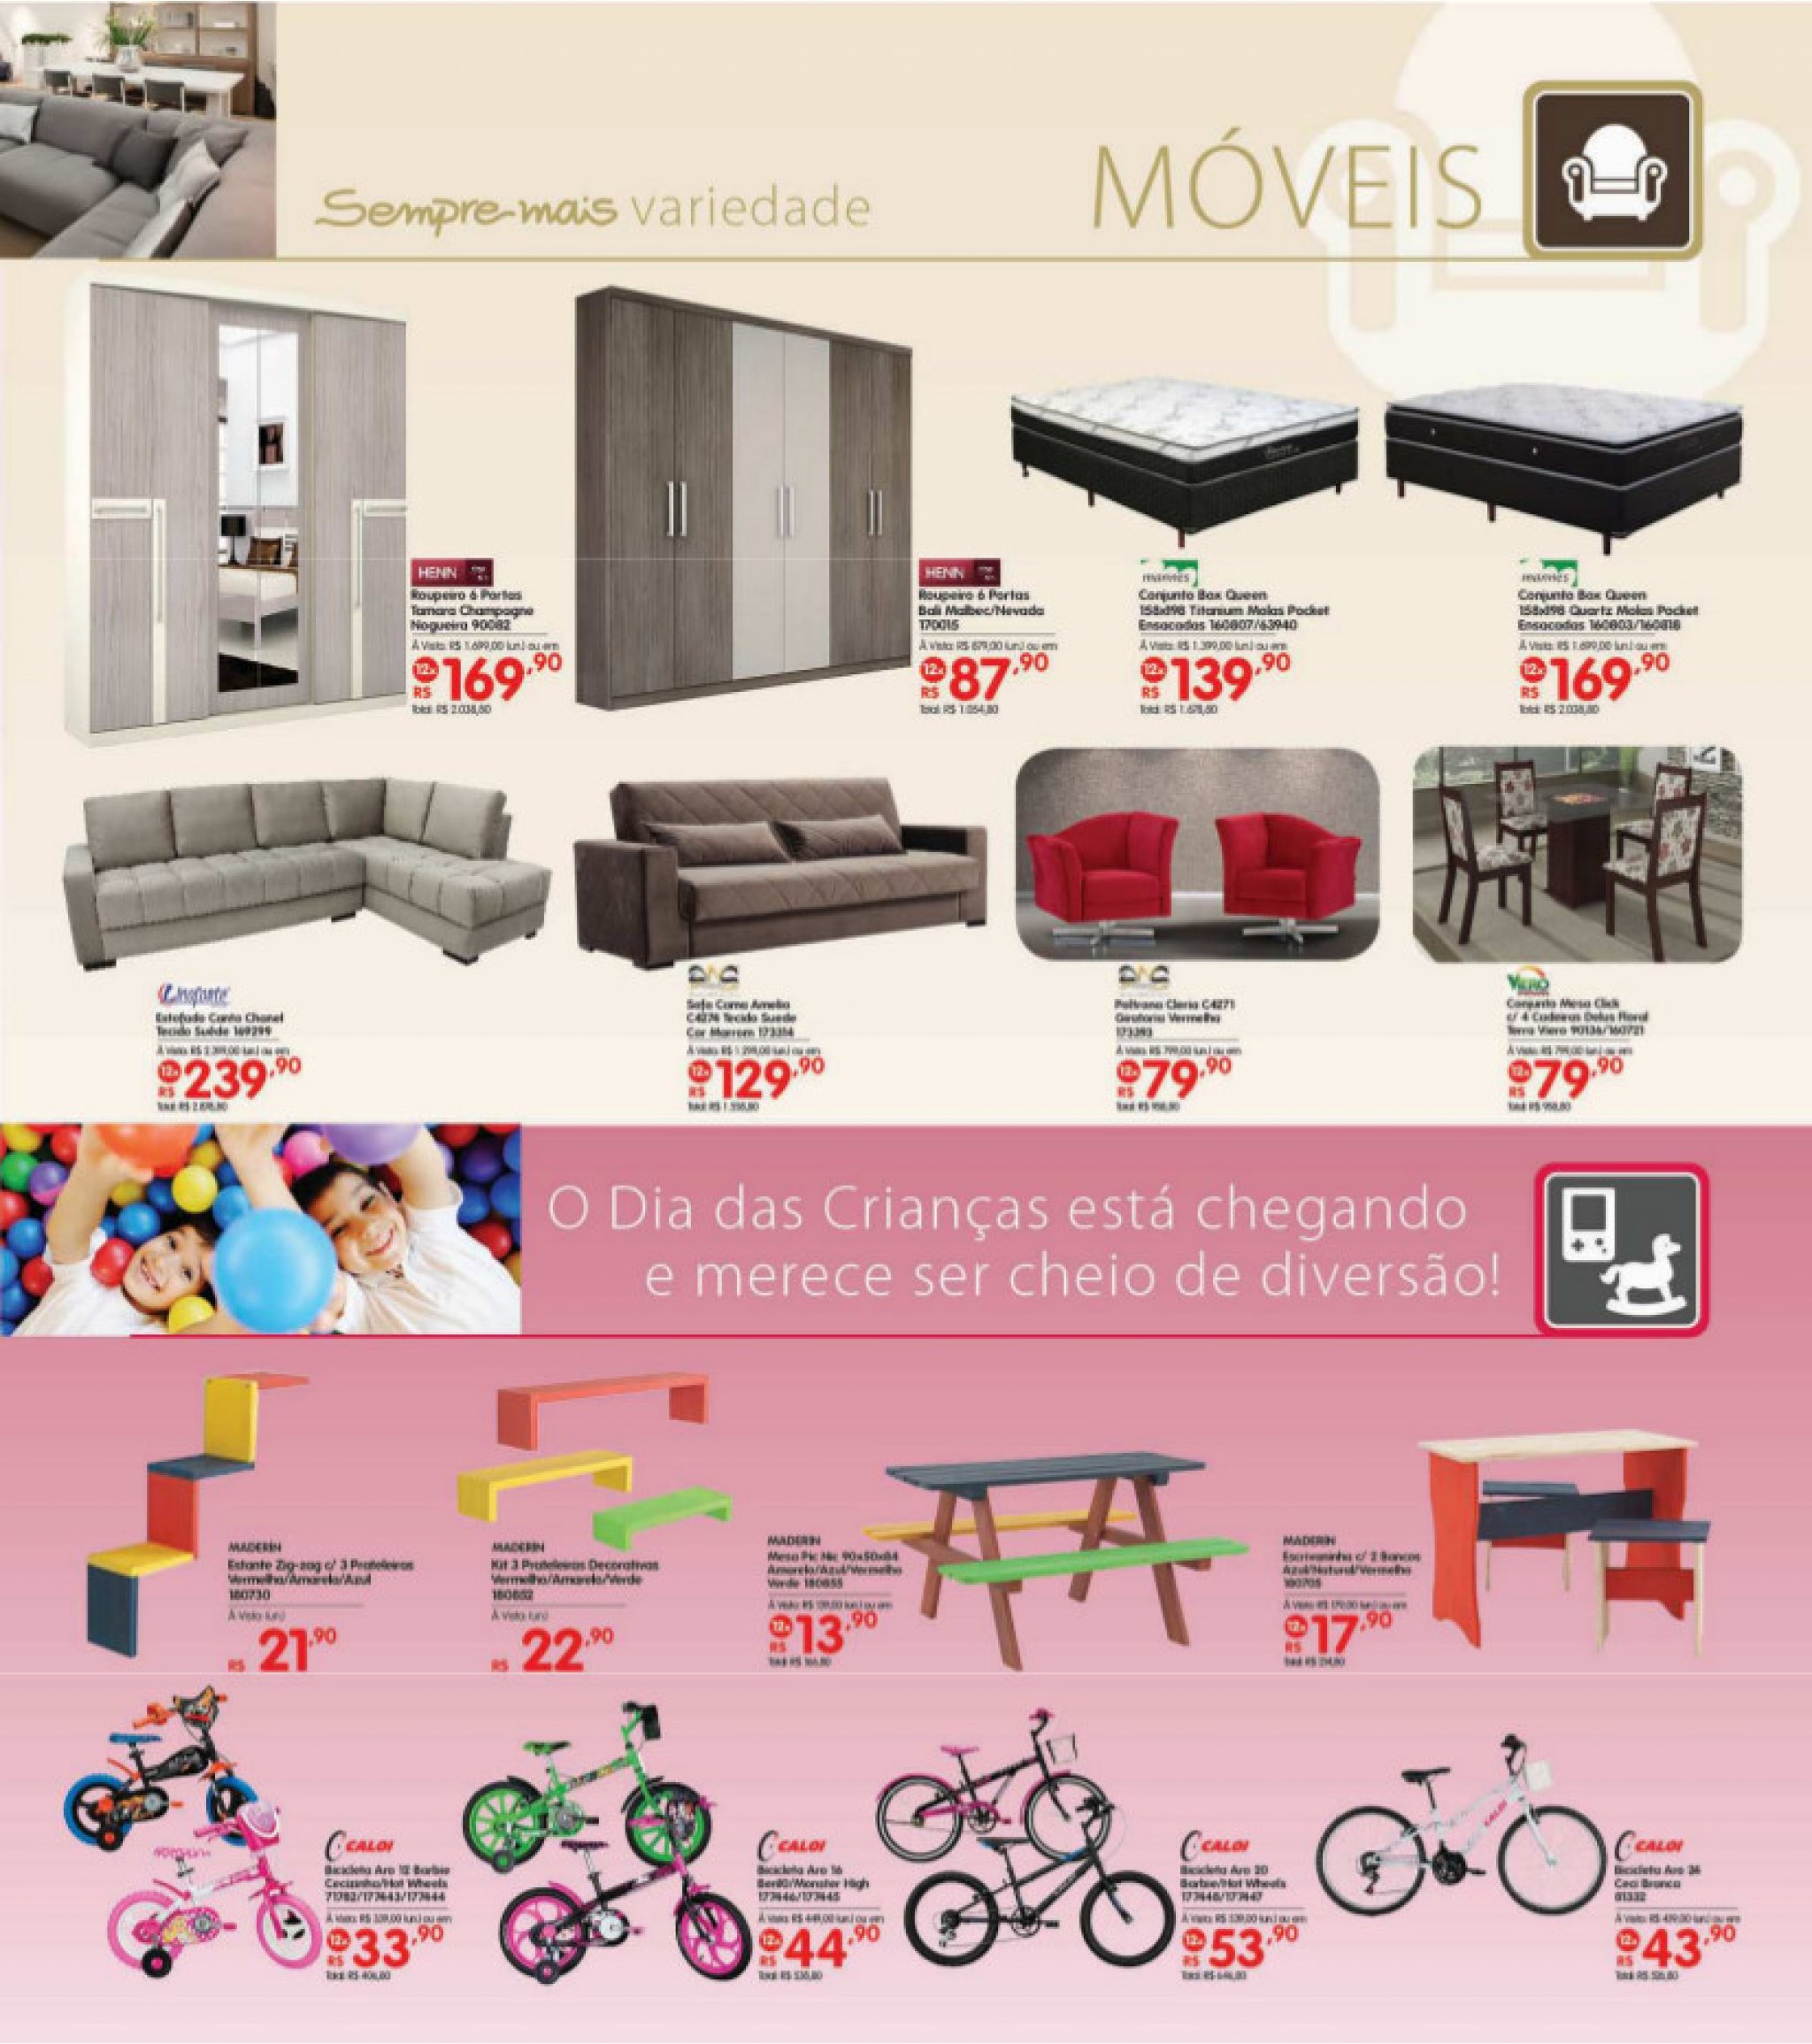 Sempre mais variedade
MÓVEIS
HENN
Roupeiro 6 Portas
Tamara Champagne
Nogueira 90082
À Vista: R$ 1.699,00 (un.) ou em
12x
R$ 169,90
Total: R$ 2.038,80
HENN
Roupeiro 6 Portas
Bali Malbec/Nevada
170015
À Vista: R$ 879,00 (un.) ou em
12x
R$ 87,90
Total: R$ 1.054,80
mannes
Conjunto Box Queen
158x198 Titanium Molas Pocket
Ensacadas 160807/63940
À Vista: R$ 1.399,00 (un.) ou em
12x
R$ 139,90
Total: R$ 1.678,80
mannes
Conjunto Box Queen
158x198 Quartz Molas Pocket
Ensacadas 160803/160818
À Vista: R$ 1.699,00 (un.) ou em
12x
R$ 169,90
Total: R$ 2.038,80
Linoforte
Estofado Canto Chanel
Tecido Suéde 169299
À Vista: R$ 2.399,00 (un.) ou em
12x
R$ 239,90
Total: R$ 2.878,80
Sofa Cama Amelia
C4276 Tecido Suede
Cor Marrom 173314
À Vista: R$ 1.299,00 (un.) ou em
12x
R$ 129,90
Total: R$ 1.558,80
Poltrona Cleria C4271
Giratoria Vermelha
173393
À Vista: R$ 799,00 (un.) ou em
12x
R$ 79,90
Total: R$ 958,80
VIERO
Conjunto Mesa Click
c/ 4 Cadeiras Delus Floral
Terra Viero 90136/160721
À Vista: R$ 799,00 (un.) ou em
12x
R$ 79,90
Total: R$ 958,80
O Dia das Crianças está chegando
e merece ser cheio de diversão!
MADERIN
Estante Zig-zag c/ 3 Prateleiras
Vermelho/Amarelo/Azul
180730
À Vista (un.)
R$ 21,90
MADERIN
Kit 3 Prateleiras Decorativas
Vermelho/Amarelo/Verde
180852
À Vista (un.)
R$ 22,90
MADERIN
Mesa Pic Nic 90x50x84
Amarelo/Azul/Vermelho
Verde 180855
À Vista: R$ 139,00 (un.) ou em
12x
R$ 13,90
Total: R$ 166,80
MADERIN
Escrivaninha c/ 2 Bancos
Azul/Natural/Vermelho
180705
À Vista: R$ 179,00 (un.) ou em
12x
R$ 17,90
Total: R$ 214,80
CALOI
Bicicleta Aro 12 Barbie
Cecizinha/Hot Wheels
71782/177443/177444
À Vista: R$ 339,00 (un.) ou em
12x
R$ 33,90
Total: R$ 406,80
CALOI
Bicicleta Aro 16
Ben10/Monster High
177446/177445
À Vista: R$ 449,00 (un.) ou em
12x
R$ 44,90
Total: R$ 538,80
CALOI
Bicicleta Aro 20
Barbie/Hot Wheels
177448/177447
À Vista: R$ 539,00 (un.) ou em
12x
R$ 53,90
Total: R$ 646,80
CALOI
Bicicleta Aro 24
Ceci Branca
81332
À Vista: R$ 439,00 (un.) ou em
12x
R$ 43,90
Total: R$ 526,80